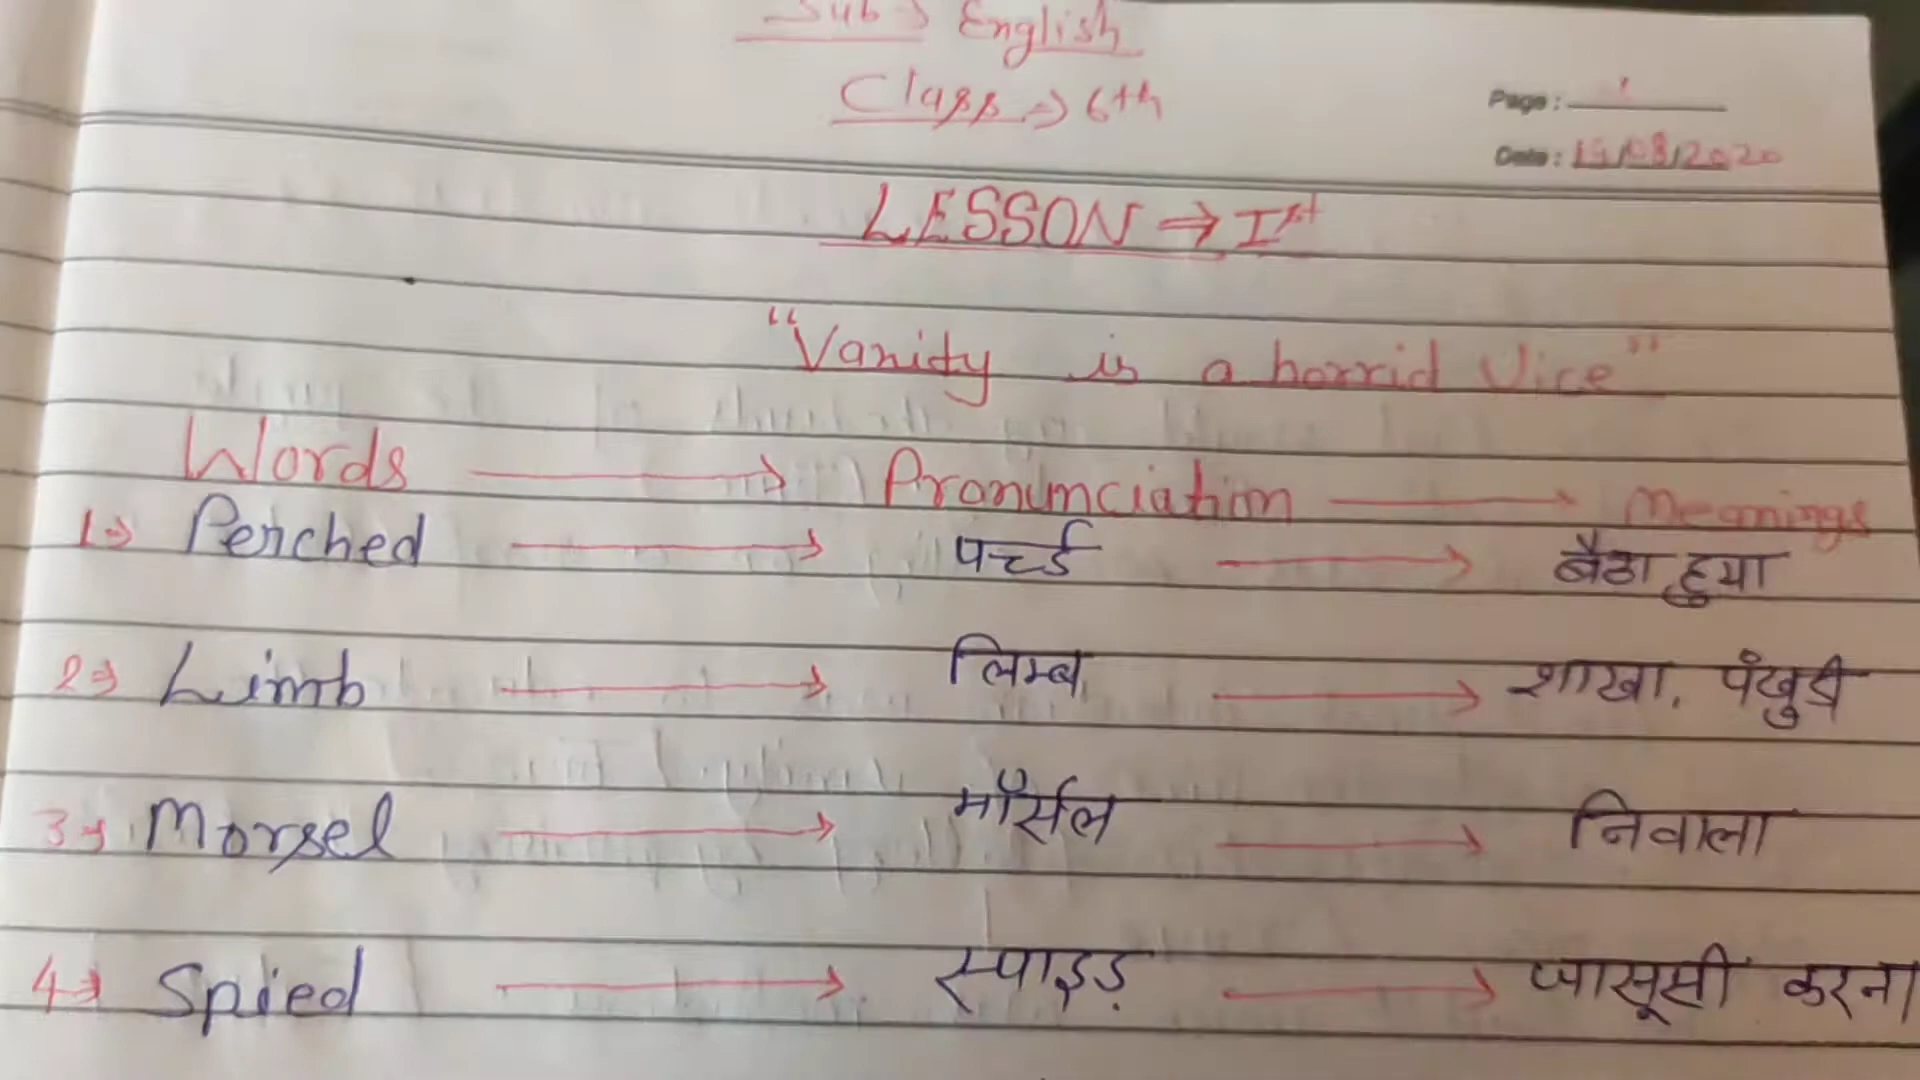 Sub → English
Class → 6th
Page : 1
Date : 14/08/2020
LESSON → Ist
"Vanity is a horrid Vice"
Words → Pronunciation → Meanings
1→ Perched → पर्च्ड → बैठा हुया
2→ Limb → लिम्ब → शाखा, पंखुड़ी
3→ Morsel → मॉर्सल → निवाला
4→ Spied → स्पाइड़ → जासूसी करना